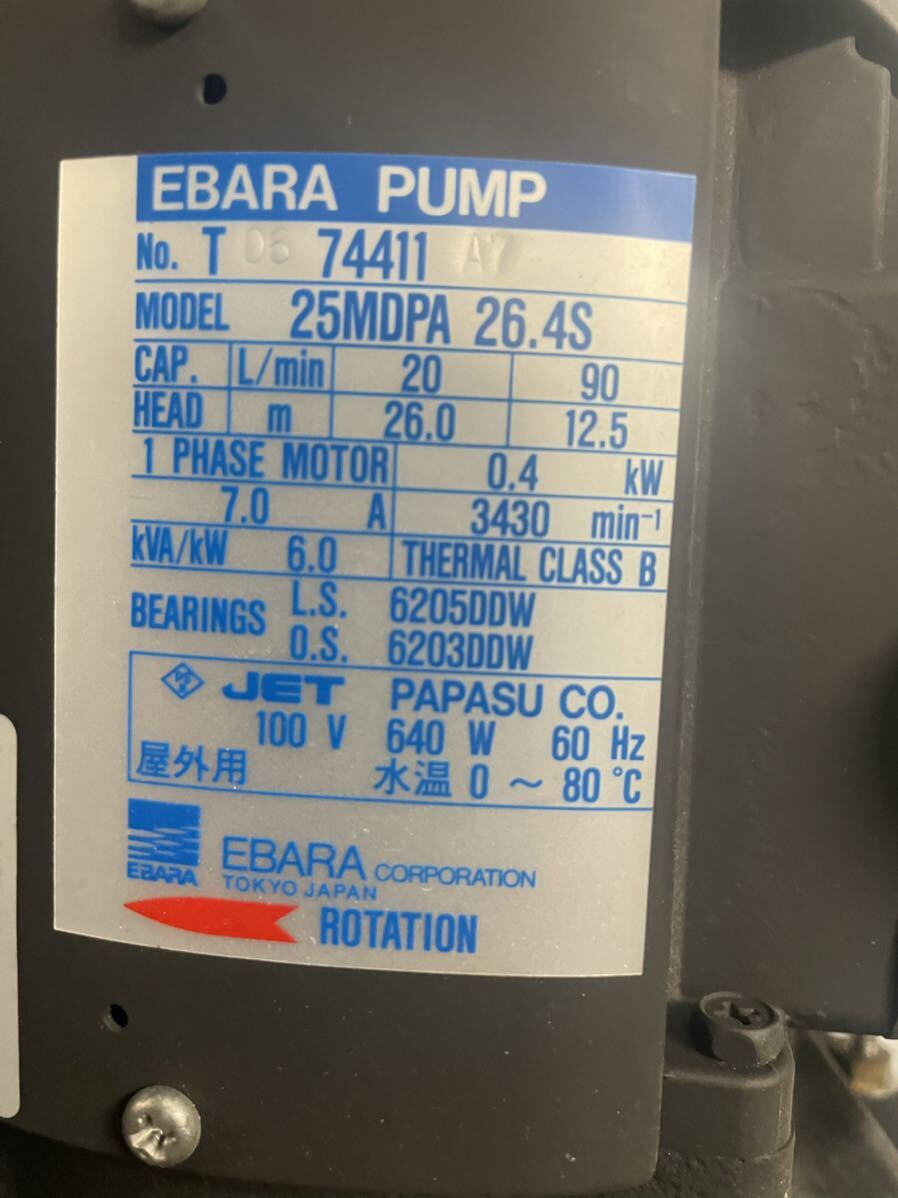 EBARA PUMP
No. T D6 74411 A7
MODEL 25MDPA 26.4S
CAP. L/min 20 90
HEAD m 26.0 12.5
1 PHASE MOTOR 0.4 kW
7.0 A 3430 min⁻¹
kVA/kW 6.0 THERMAL CLASS B
BEARINGS L.S. 6205DDW
O.S. 6203DDW
JET PAPASU CO.
100 V 640 W 60 Hz
屋外用 水温 0 ~ 80 ℃
EBARA
EBARA CORPORATION
TOKYO JAPAN
ROTATION